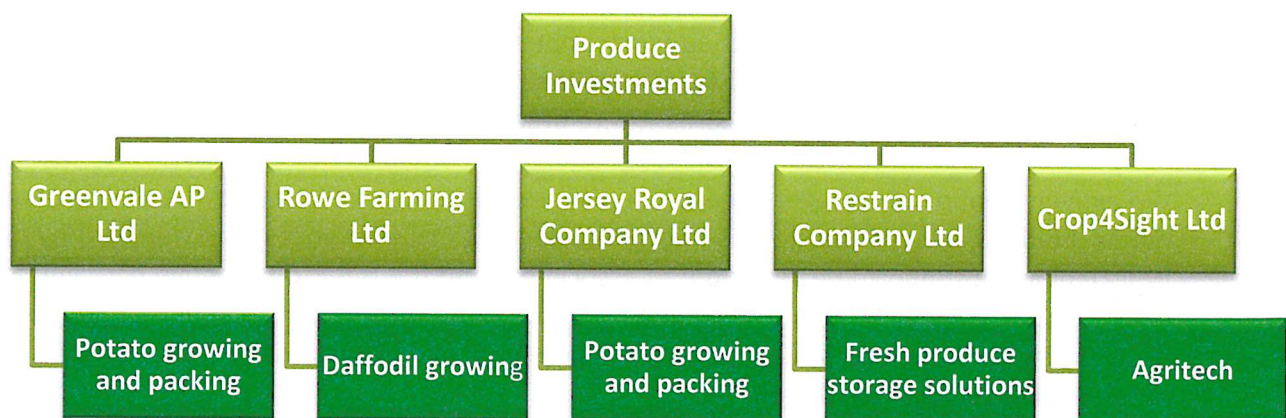 Produce
Investments
Greenvale AP
Ltd
Rowe Farming
Ltd
Jersey Royal
Company Ltd
Restrain
Company Ltd
Crop4Sight Ltd
Potato growing
and packing
Daffodil growing
Potato growing
and packing
Fresh produce
storage solutions
Agritech